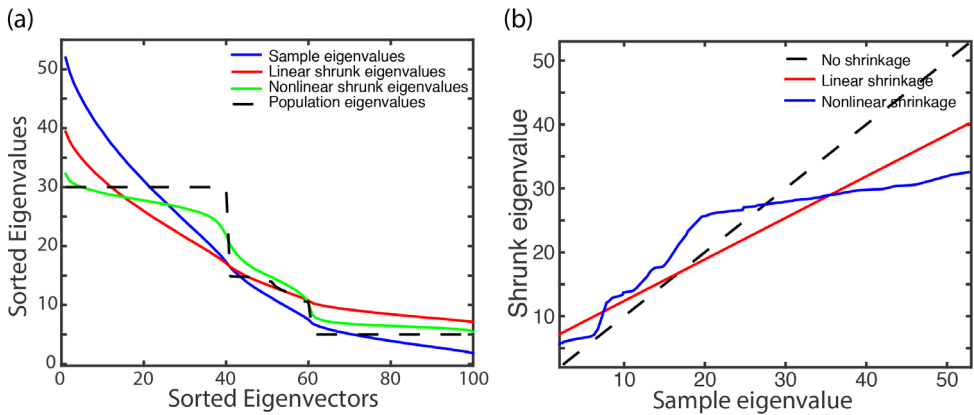 (a)
Sample eigenvalues
Linear shrunk eigenvalues
Nonlinear shrunk eigenvalues
Population eigenvalues
50
40
30
20
10
0
Sorted Eigenvalues
0 20 40 60 80 100
Sorted Eigenvectors
(b)
No shrinkage
Linear shrinkage
Nonlinear shrinkage
50
40
30
20
10
Shrunk eigenvalue
10 20 30 40 50
Sample eigenvalue